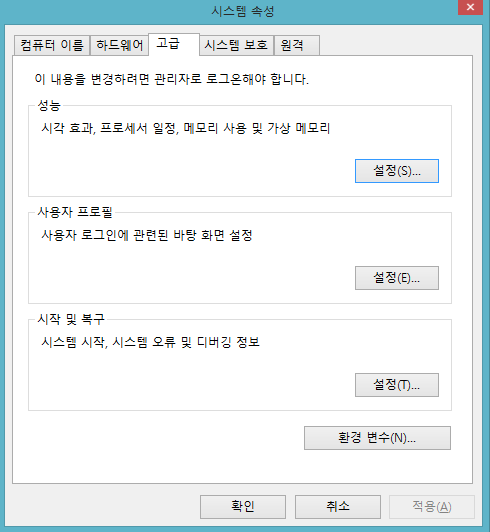 시스템 속성
컴퓨터 이름 하드웨어 고급 시스템 보호 원격
이 내용을 변경하려면 관리자로 로그온해야 합니다.
성능
시각 효과, 프로세서 일정, 메모리 사용 및 가상 메모리
설정(S)...
사용자 프로필
사용자 로그인에 관련된 바탕 화면 설정
설정(E)...
시작 및 복구
시스템 시작, 시스템 오류 및 디버깅 정보
설정(T)...
환경 변수(N)...
확인 취소 적용(A)